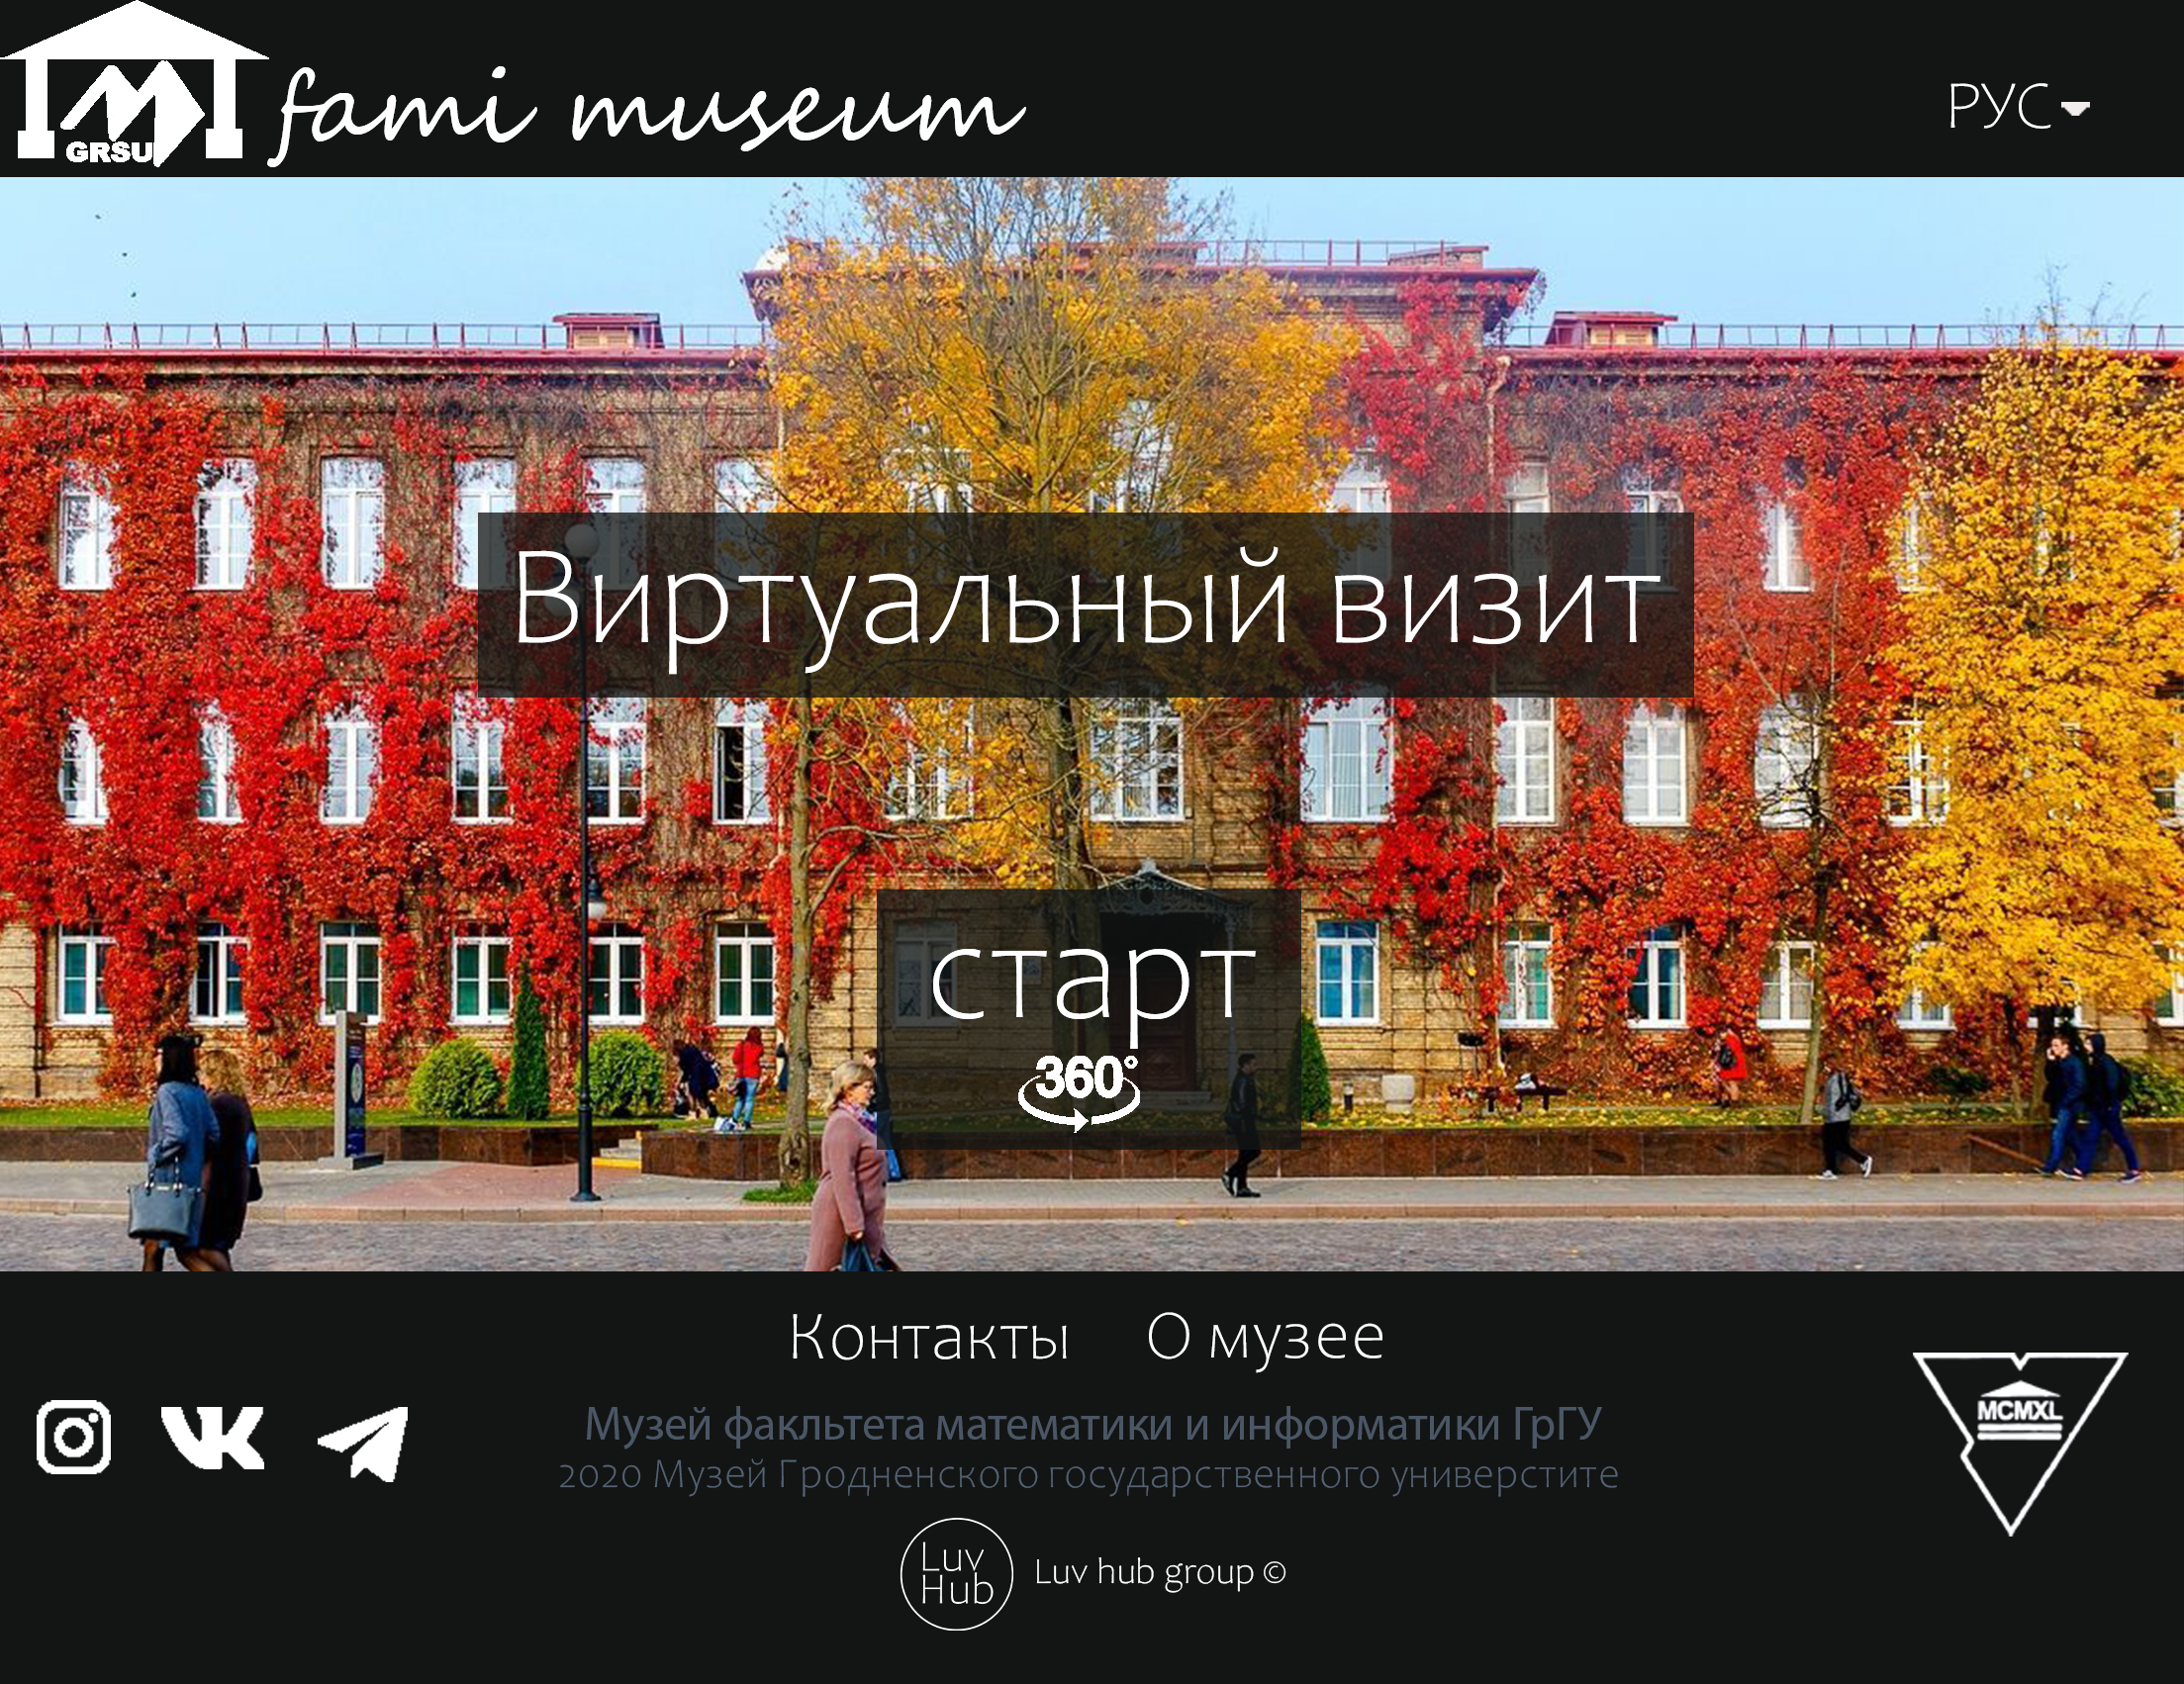 GRSU
fami museum
РУС
Виртуальный визит
старт
360°
Контакты О музее
Музей факльтета математики и информатики ГрГУ
2020 Музей Гродненского государственного универстите
MCMXL
Luv
Hub
Luv hub group ©